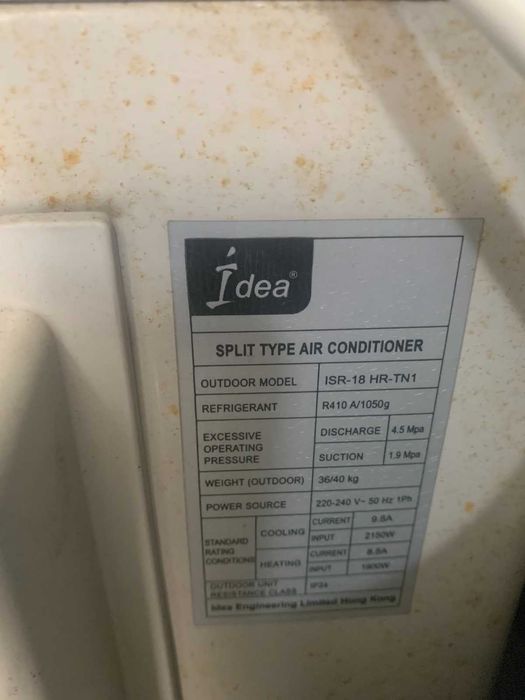 idea®
SPLIT TYPE AIR CONDITIONER
OUTDOOR MODEL ISR-18 HR-TN1
REFRIGERANT R410 A/1050g
EXCESSIVE OPERATING PRESSURE DISCHARGE 4.5 Mpa
SUCTION 1.9 Mpa
WEIGHT (OUTDOOR) 36/40 kg
POWER SOURCE 220-240 V~ 50 Hz 1Ph
STANDARD RATING CONDITIONS COOLING CURRENT 9.8A
INPUT 2150W
HEATING CURRENT 8.5A
INPUT 1900W
OUTDOOR UNIT RESISTANCE CLASS IP24
Idea Engineering Limited Hong Kong